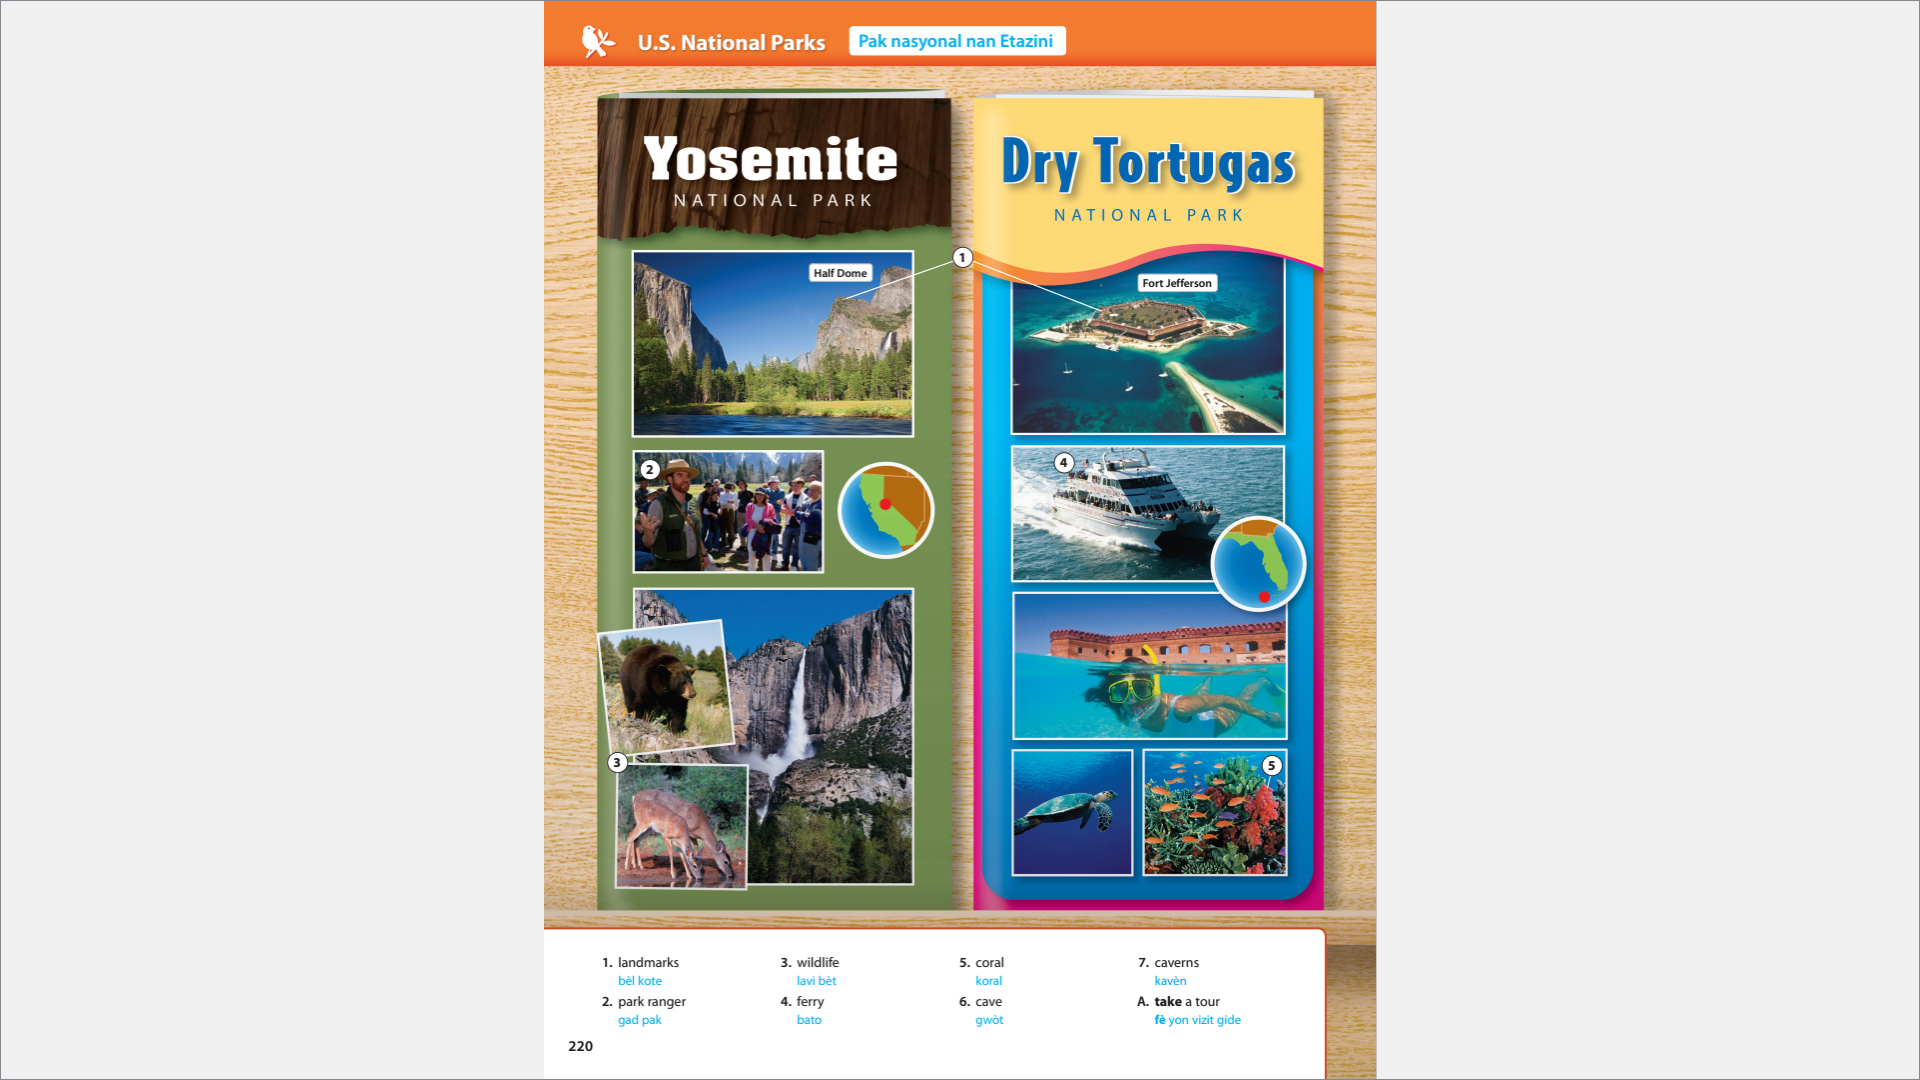 U.S. National Parks
Pak nasyonal nan Etazini
Yosemite
NATIONAL PARK
Half Dome
1
2
3
Dry Tortugas
NATIONAL PARK
Fort Jefferson
4
5
1. landmarks
bèl kote
2. park ranger
gad pak
3. wildlife
lavi bèt
4. ferry
bato
5. coral
koral
6. cave
gwòt
7. caverns
kavèn
A. take a tour
fè yon vizit gide
220